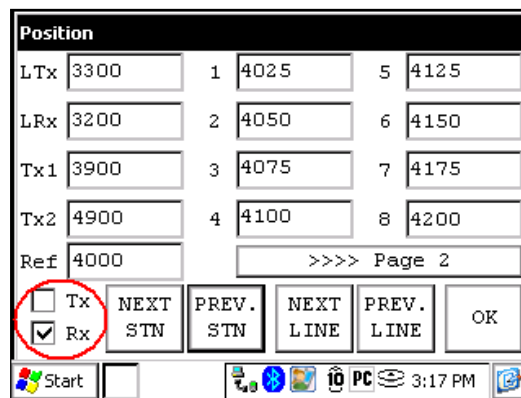 Position
LTx 3300 1 4025 5 4125
LRx 3200 2 4050 6 4150
Tx1 3900 3 4075 7 4175
Tx2 4900 4 4100 8 4200
Ref 4000 >>>> Page 2
Tx
Rx
NEXT STN
PREV. STN
NEXT LINE
PREV. LINE
OK
Start PC 3:17 PM